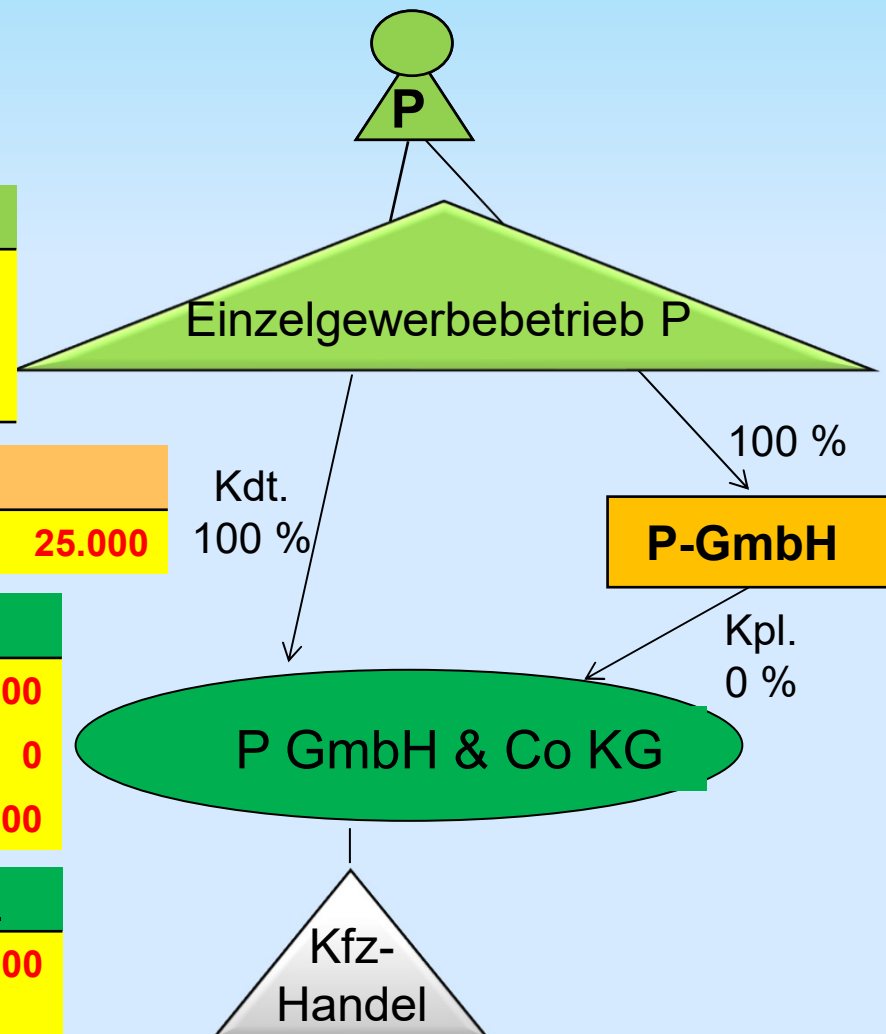 P
Einzelgewerbebetrieb P
100 %
Kdt.
100 %
25.000
P-GmbH
Kpl.
0 %
00
0
00
P GmbH & Co KG
00
Kfz-
Handel